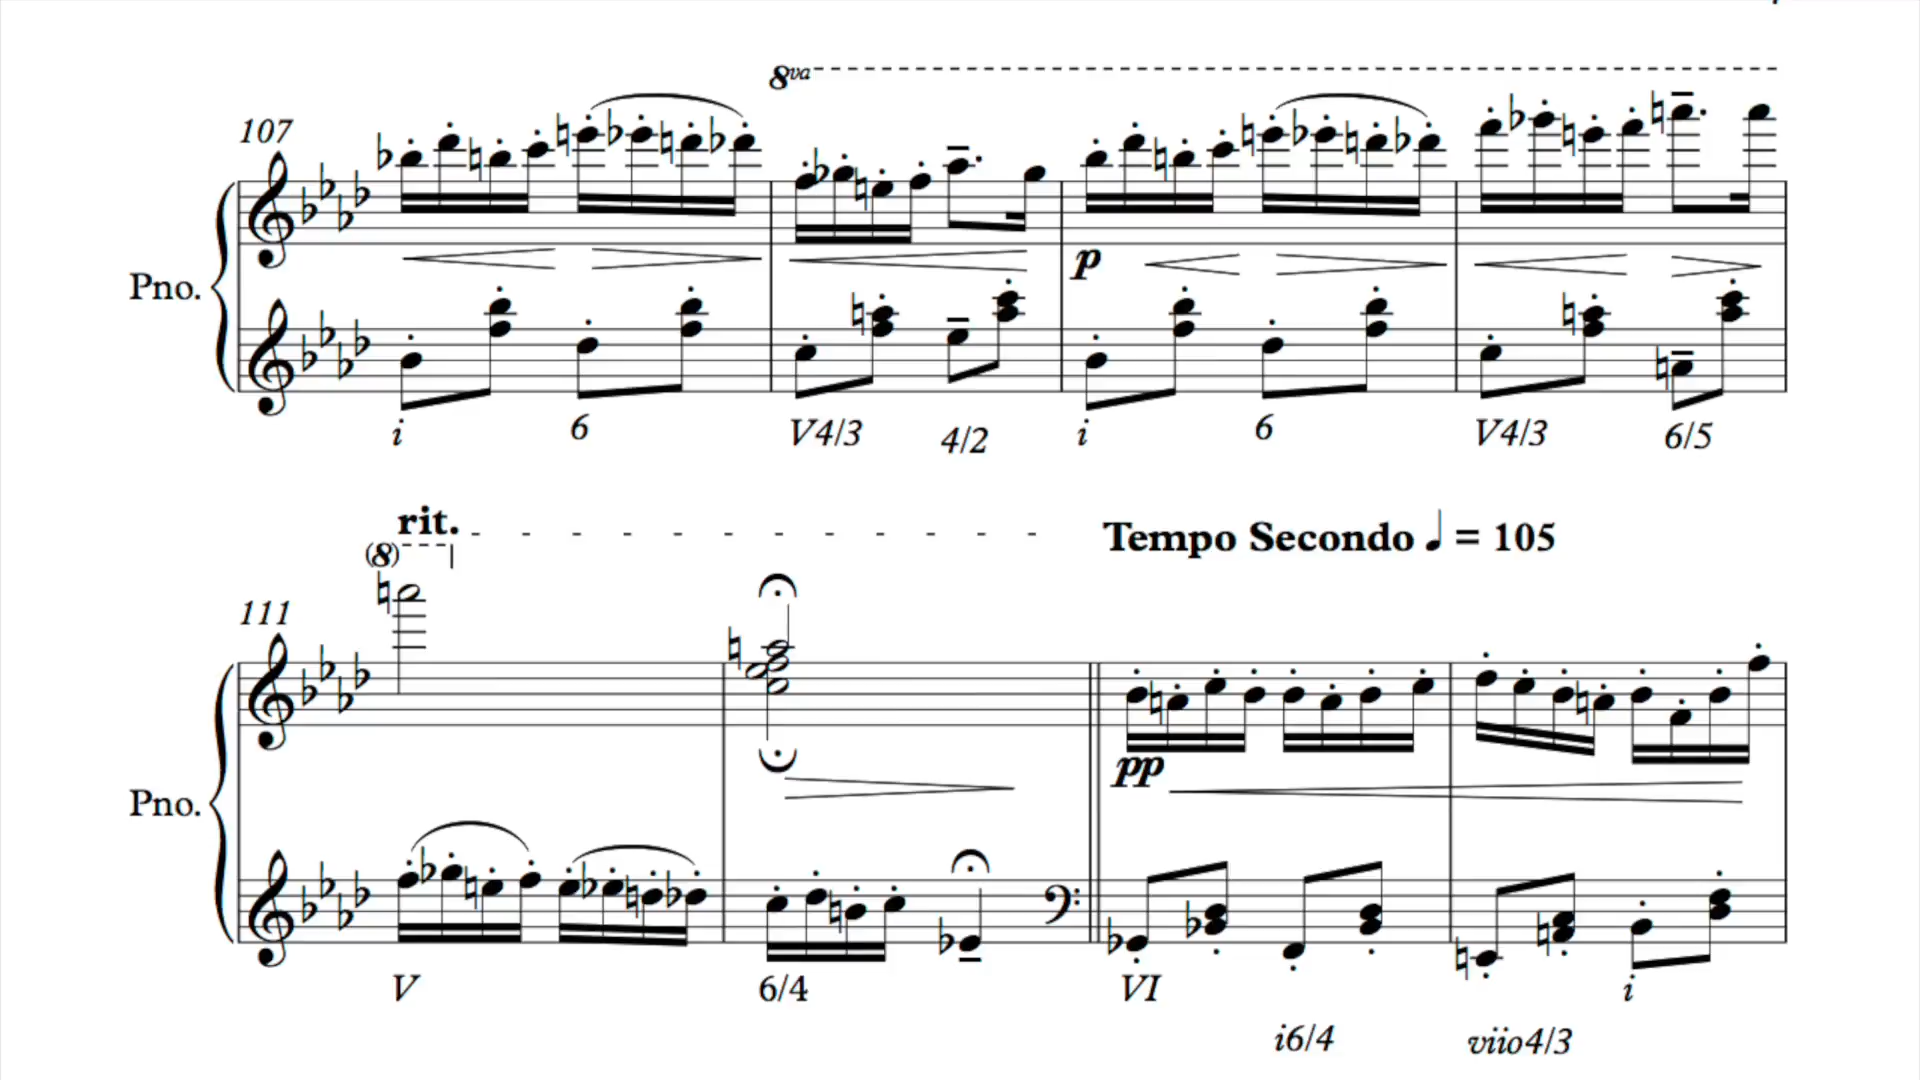 8va
107
Pno.
p
i 6 V4/3 4/2 i 6 V4/3 6/5
rit. Tempo Secondo ♩ = 105
(8)
111
Pno.
pp
V 6/4 VI i
i6/4 viio4/3